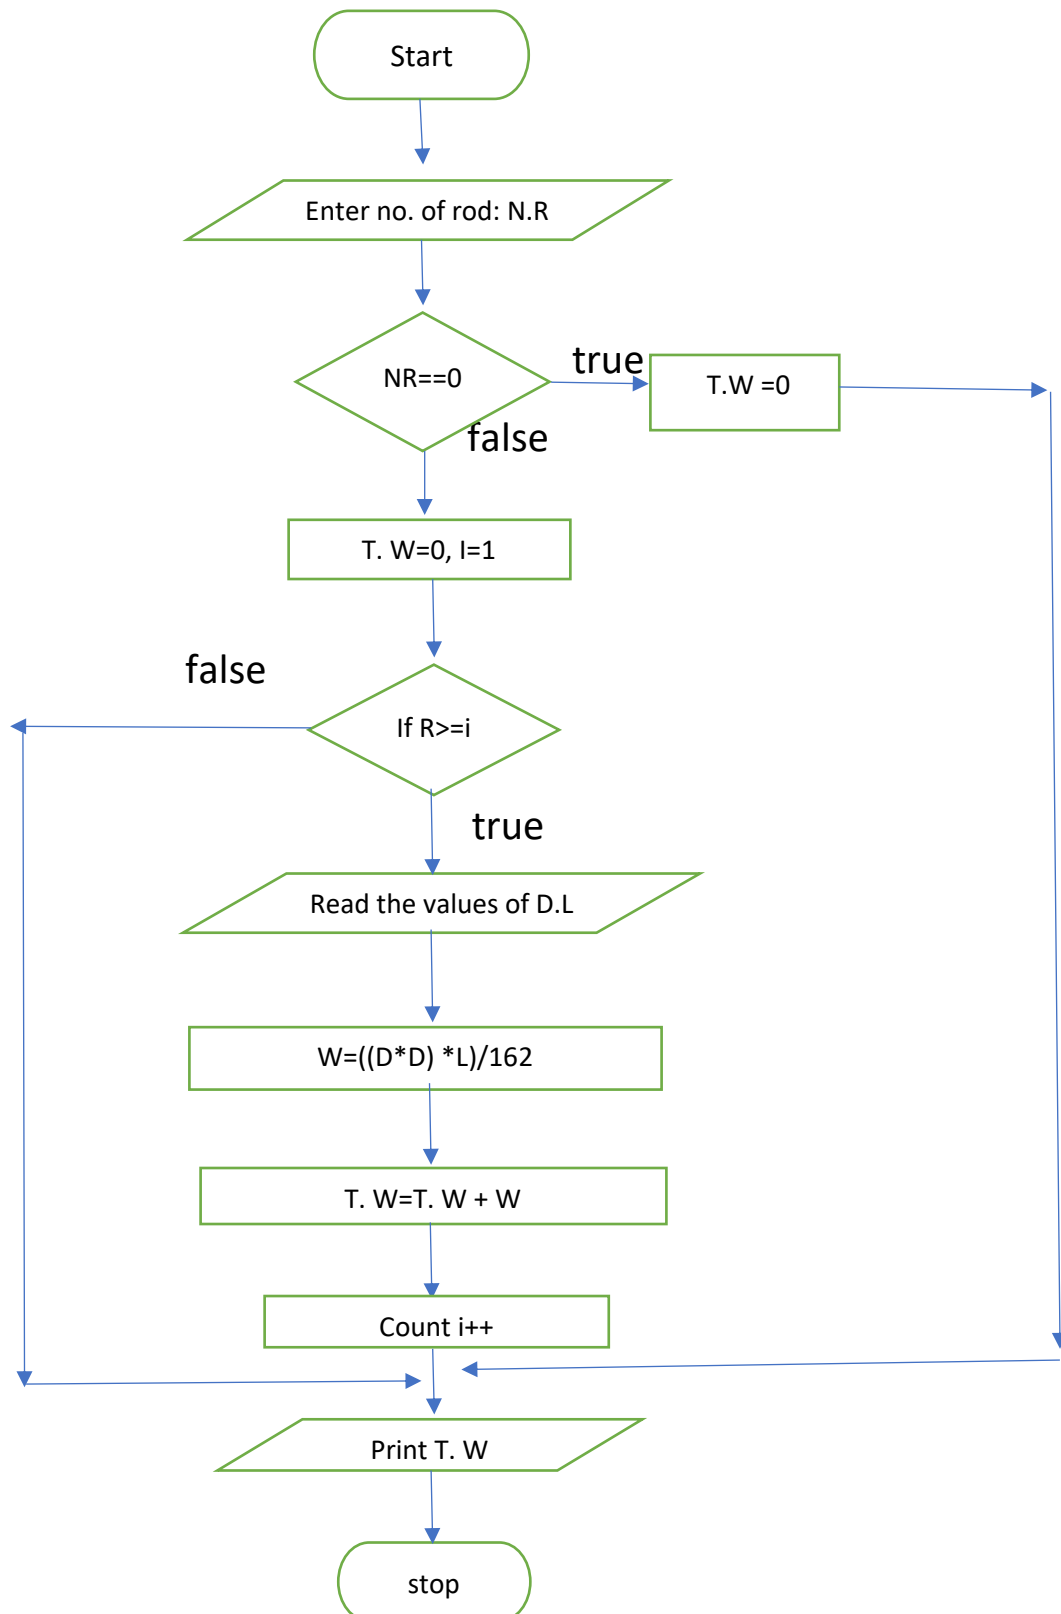 Start
Enter no. of rod: N.R
NR==0
true
T.W =0
false
T. W=0, I=1
false
If R>=i
true
Read the values of D.L
W=((D*D) *L)/162
T. W=T. W + W
Count i++
Print T. W
stop